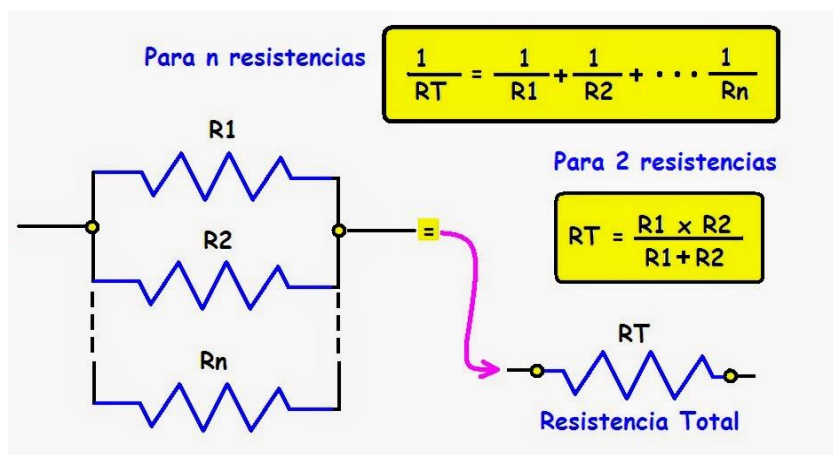 Para n resistencias
1/RT = 1/R1 + 1/R2 + ··· 1/Rn
R1
Para 2 resistencias
RT = R1 x R2/R1+R2
R2
=
RT
Rn
Resistencia Total